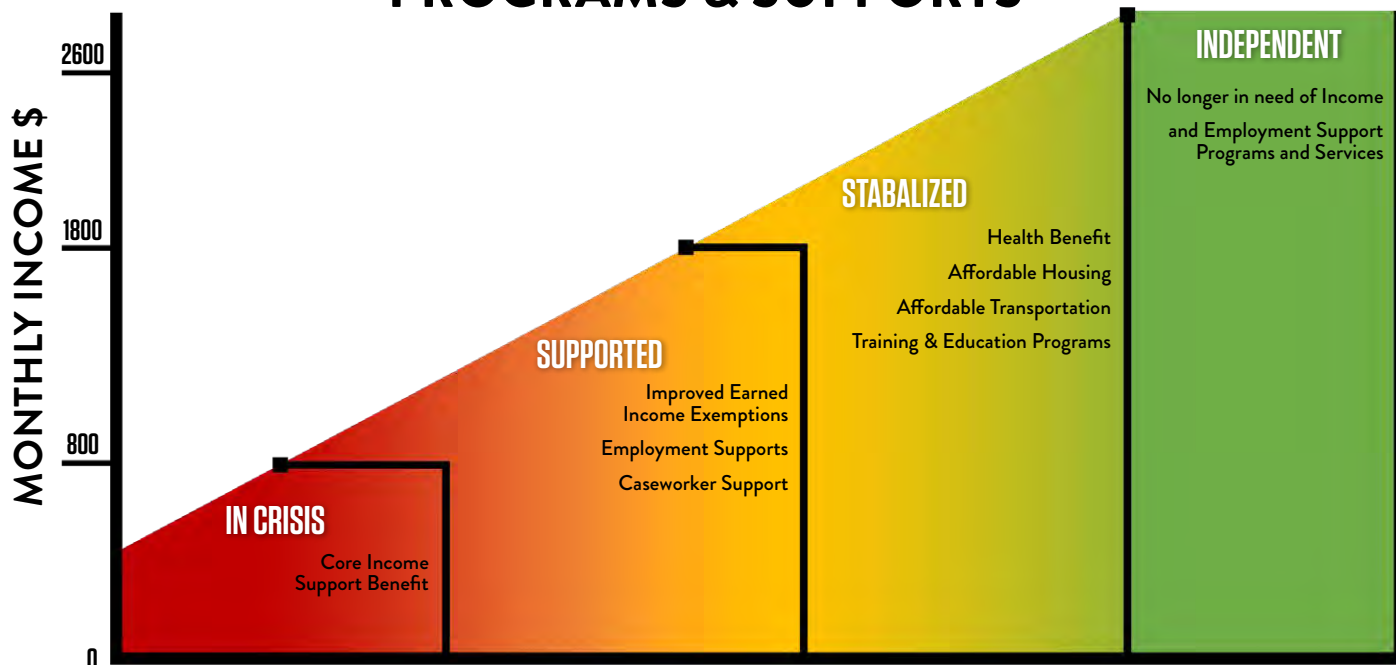 PROGRAMS & SUPPORTS
MONTHLY INCOME $
2600
1800
800
0
IN CRISIS
Core Income
Support Benefit
SUPPORTED
Improved Earned
Income Exemptions
Employment Supports
Caseworker Support
STABALIZED
Health Benefit
Affordable Housing
Affordable Transportation
Training & Education Programs
INDEPENDENT
No longer in need of Income
and Employment Support
Programs and Services